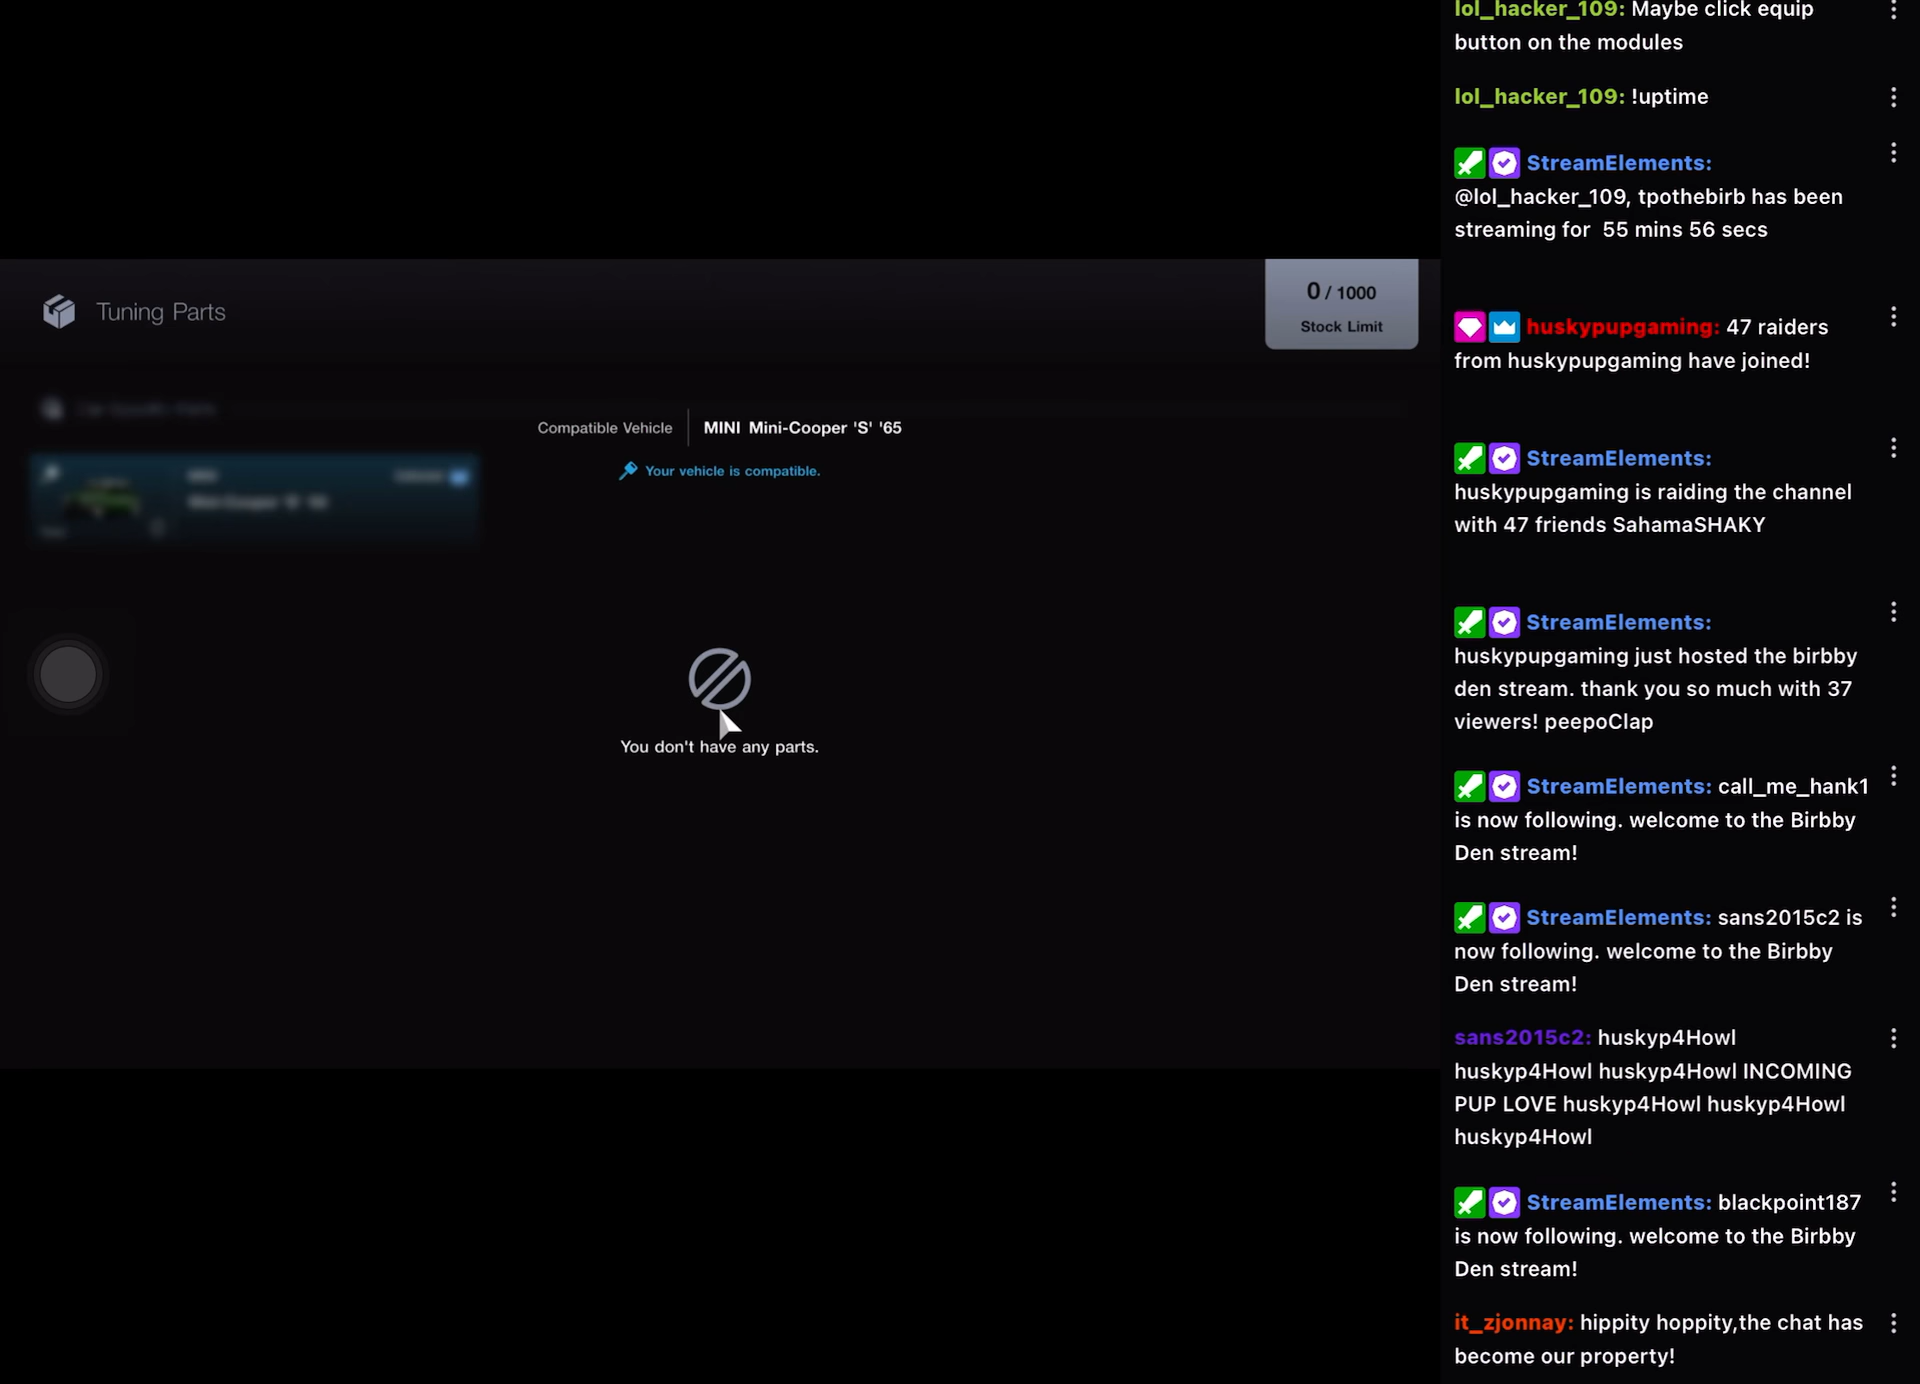 Tuning Parts
0 / 1000
Stock Limit
Compatible Vehicle
MINI Mini-Cooper 'S' '65
Your vehicle is compatible.
You don't have any parts.
lol_hacker_109: Maybe click equip
button on the modules
lol_hacker_109: !uptime
StreamElements:
@lol_hacker_109, tpothebirb has been
streaming for 55 mins 56 secs
huskypupgaming: 47 raiders
from huskypupgaming have joined!
StreamElements:
huskypupgaming is raiding the channel
with 47 friends SahamaSHAKY
StreamElements:
huskypupgaming just hosted the birbby
den stream. thank you so much with 37
viewers! peepoClap
StreamElements: call_me_hank1
is now following. welcome to the Birbby
Den stream!
StreamElements: sans2015c2 is
now following. welcome to the Birbby
Den stream!
sans2015c2: huskyp4Howl
huskyp4Howl huskyp4Howl INCOMING
PUP LOVE huskyp4Howl huskyp4Howl
huskyp4Howl
StreamElements: blackpoint187
is now following. welcome to the Birbby
Den stream!
it_zjonnay: hippity hoppity,the chat has
become our property!